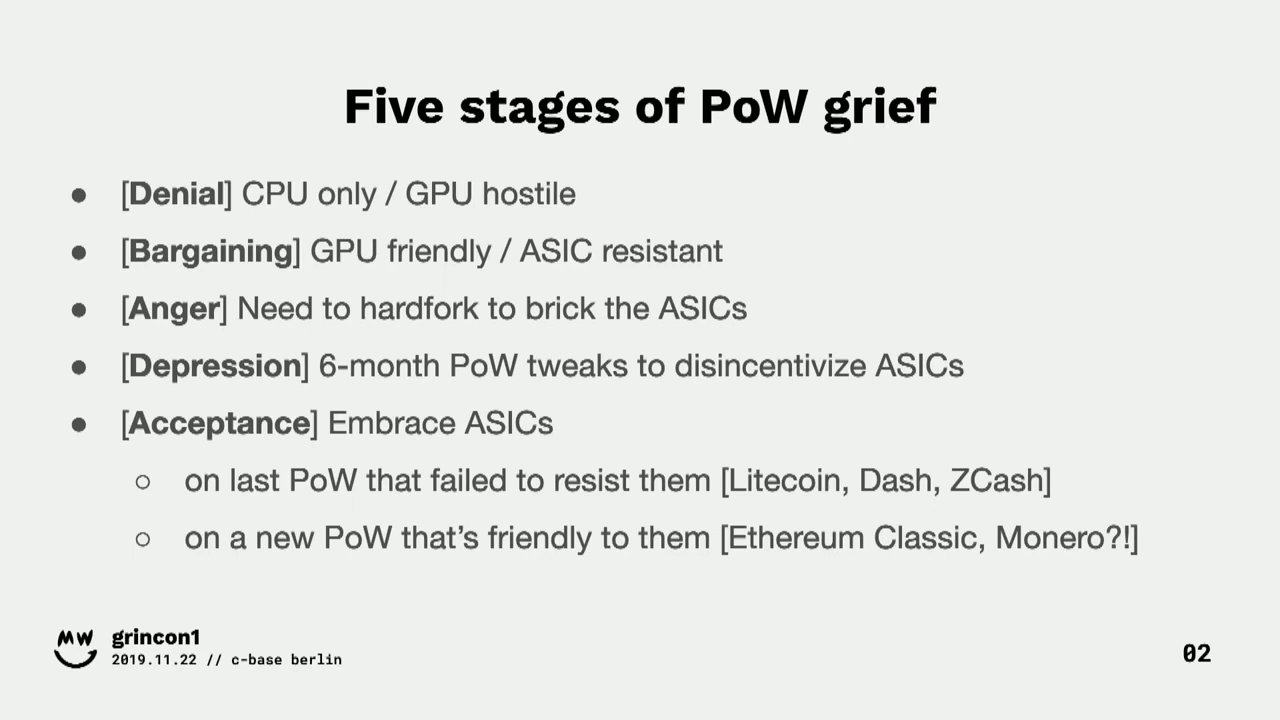 Five stages of PoW grief
● [Denial] CPU only / GPU hostile
● [Bargaining] GPU friendly / ASIC resistant
● [Anger] Need to hardfork to brick the ASICs
● [Depression] 6-month PoW tweaks to disincentivize ASICs
● [Acceptance] Embrace ASICs
○ on last PoW that failed to resist them [Litecoin, Dash, ZCash]
○ on a new PoW that's friendly to them [Ethereum Classic, Monero?!]
MW
grincon1
2019.11.22 // c-base berlin
02